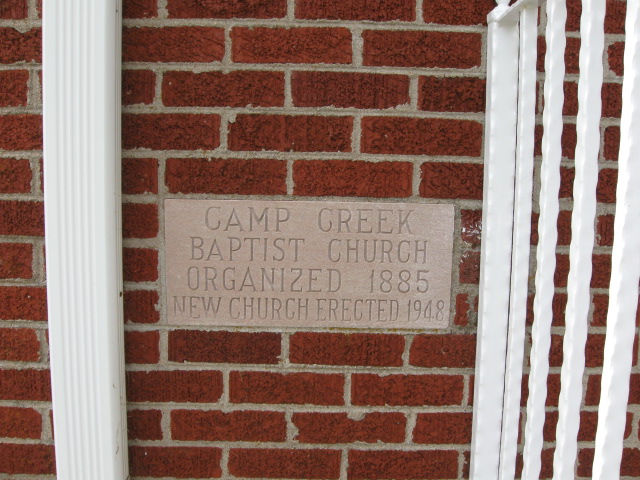 CAMP CREEK
BAPTIST CHURCH
ORGANIZED 1885
NEW CHURCH ERECTED 1948